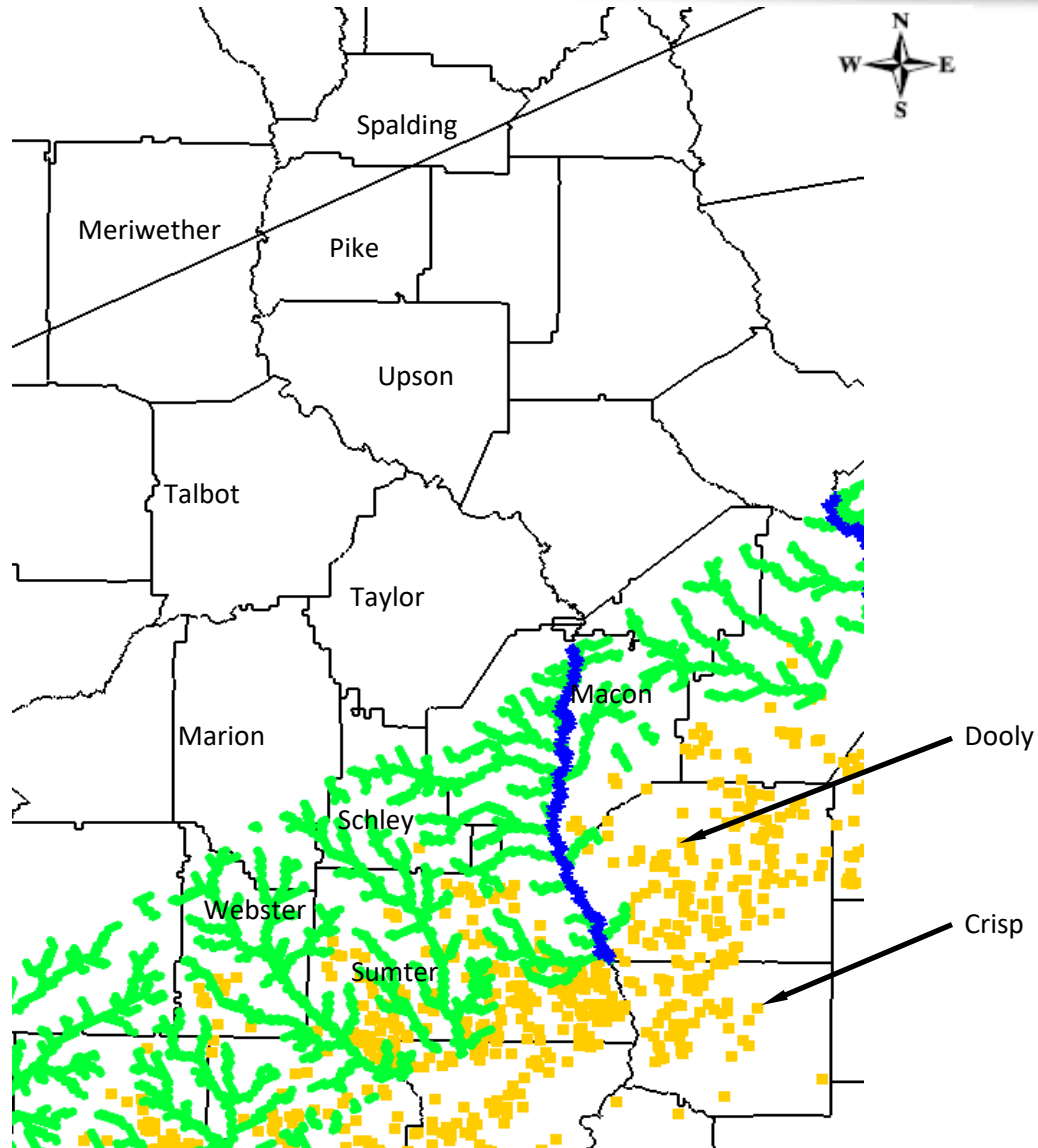 N
W E
S
Spalding
Meriwether
Pike
Upson
Talbot
Taylor
Macon
Marion
Dooly
Schley
Webster
Crisp
Sumter